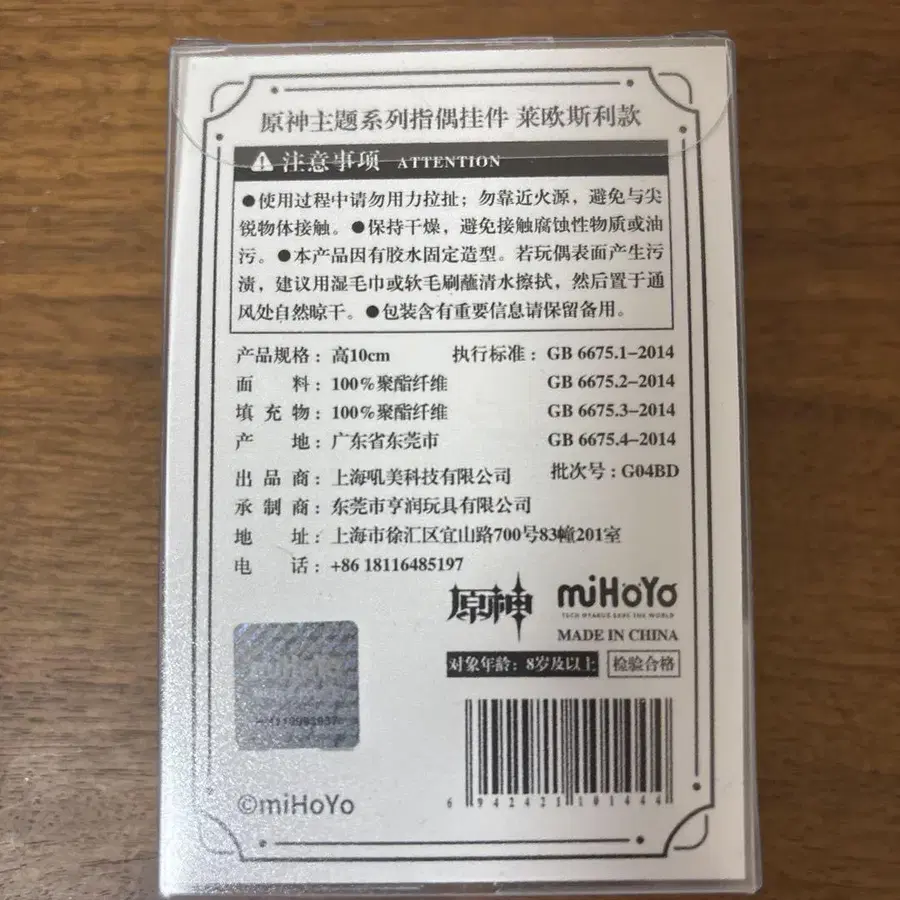 原神主题系列指偶挂件 莱欧斯利款
注意事项 ATTENTION
●使用过程中请勿用力拉扯；勿靠近火源，避免与尖
锐物体接触。●保持干燥，避免接触腐蚀性物质或油
污。●本产品因有胶水固定造型。若玩偶表面产生污
渍，建议用湿毛巾或软毛刷蘸清水擦拭，然后置于通
风处自然晾干。●包装含有重要信息请保留备用。
产品规格：高10cm 执行标准：GB 6675.1-2014
面料：100%聚酯纤维 GB 6675.2-2014
填充物：100%聚酯纤维 GB 6675.3-2014
产地：广东省东莞市 GB 6675.4-2014
出品商：上海吼美科技有限公司 批次号：G04BD
承制商：东莞市亨润玩具有限公司
地址：上海市徐汇区宜山路700号83幢201室
电话：+86 18116485197
原神 miHoYo
TECH OTAKUS SAVE THE WORLD
MADE IN CHINA
对象年龄：8岁及以上 检验合格
miHoYo
6 942421 101444
©miHoYo